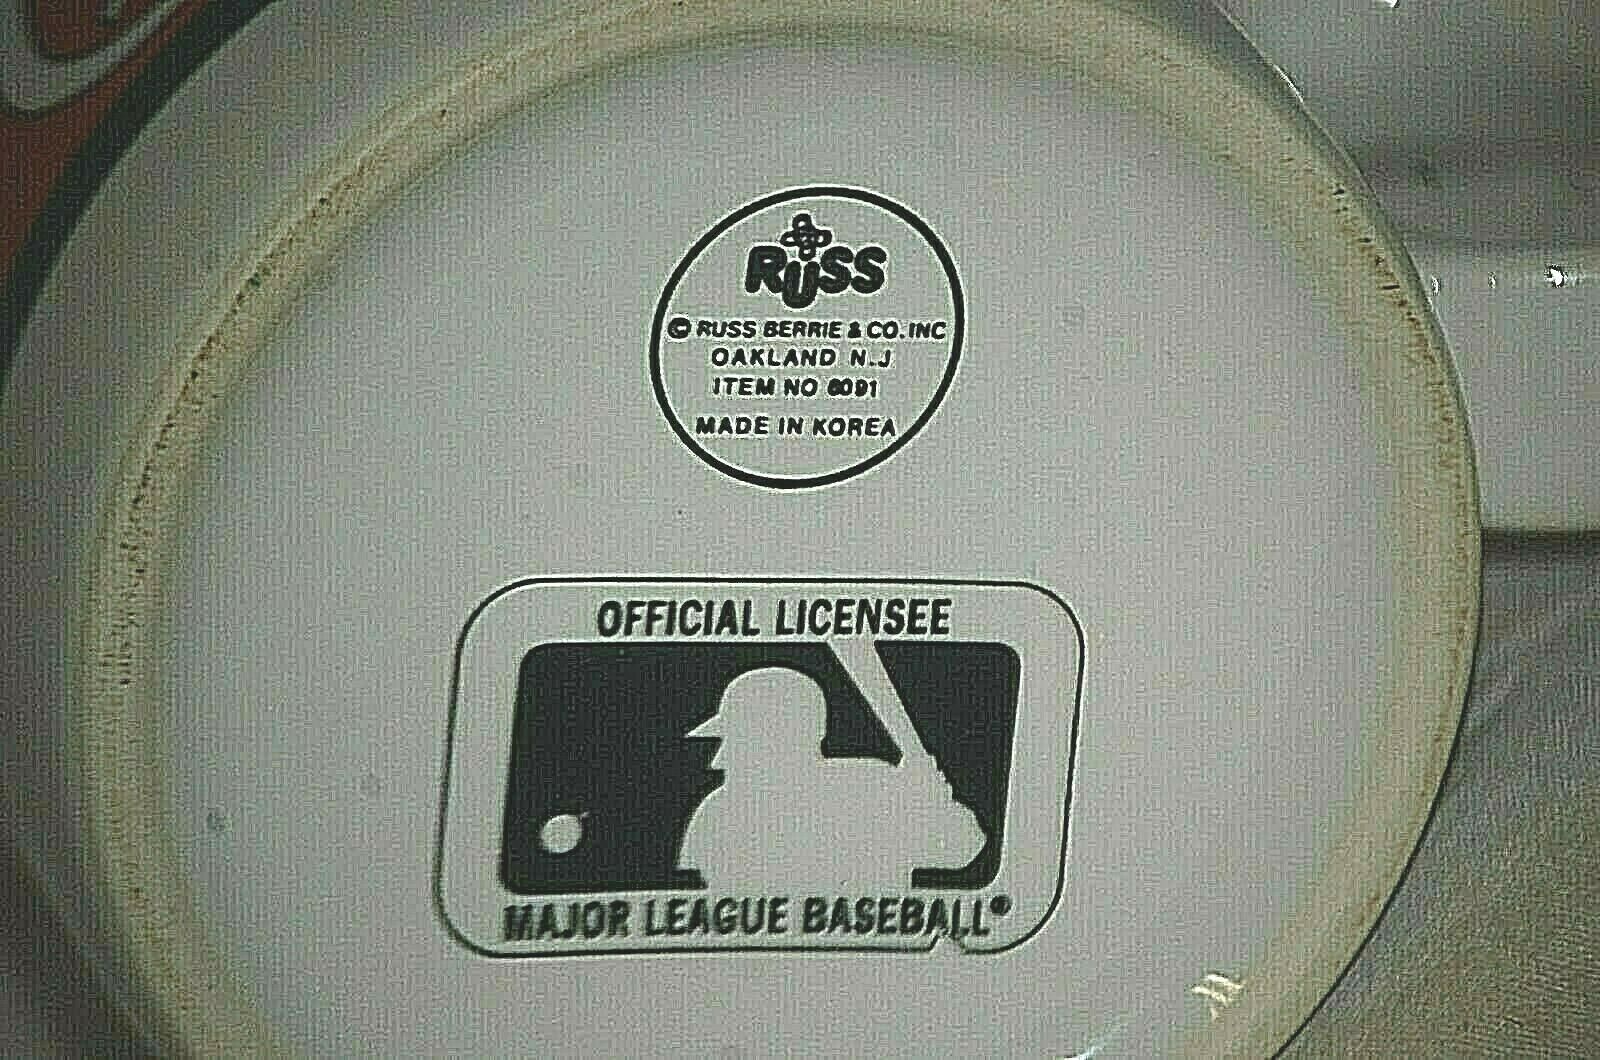 RUSS
© RUSS BERRIE & CO. INC
OAKLAND N.J
ITEM NO 6091
MADE IN KOREA
OFFICIAL LICENSEE
MAJOR LEAGUE BASEBALL®